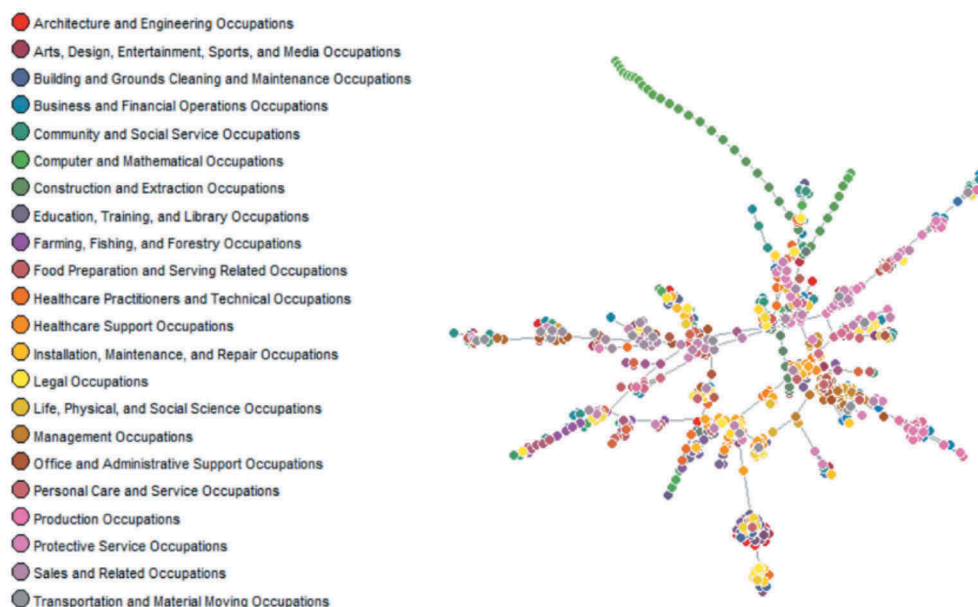 Architecture and Engineering Occupations
Arts, Design, Entertainment, Sports, and Media Occupations
Building and Grounds Cleaning and Maintenance Occupations
Business and Financial Operations Occupations
Community and Social Service Occupations
Computer and Mathematical Occupations
Construction and Extraction Occupations
Education, Training, and Library Occupations
Farming, Fishing, and Forestry Occupations
Food Preparation and Serving Related Occupations
Healthcare Practitioners and Technical Occupations
Healthcare Support Occupations
Installation, Maintenance, and Repair Occupations
Legal Occupations
Life, Physical, and Social Science Occupations
Management Occupations
Office and Administrative Support Occupations
Personal Care and Service Occupations
Production Occupations
Protective Service Occupations
Sales and Related Occupations
Transportation and Material Moving Occupations